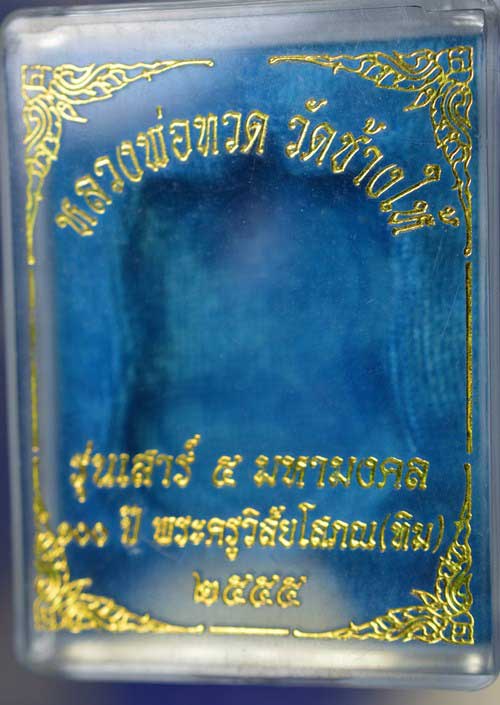 หลวงพ่อทวด วัดช้างให้
รุ่นเสาร์ ๕ มหามงคล
๑๐๐ ปี พระครูวิสัยโสภณ(ทิม)
๒๕๕๕